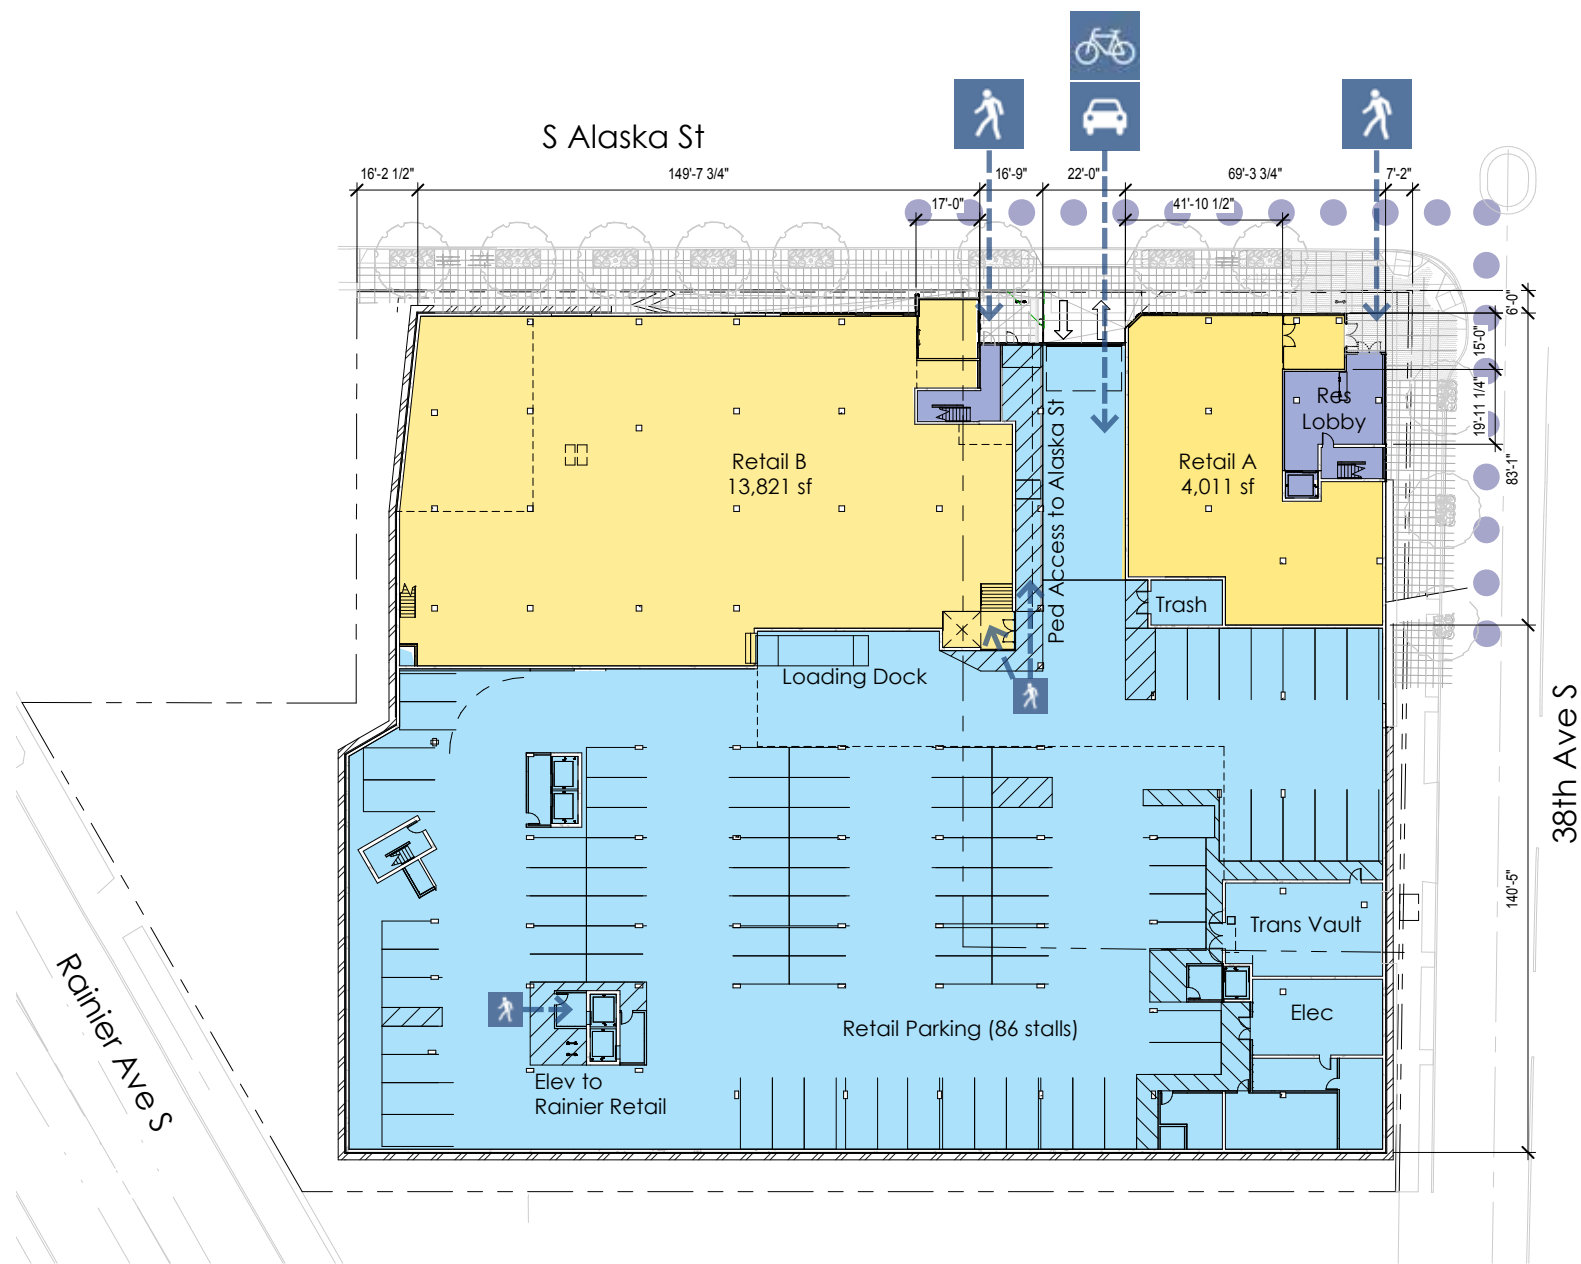 S Alaska St
16'-2 1/2"
149'-7 3/4"
16'-9"
22'-0"
69'-3 3/4"
7'-2"
17'-0"
41'-10 1/2"
6'-0"
15'-0"
19'-11 1/4"
83'-1"
140'-5"
Res
Lobby
Retail B
13,821 sf
Retail A
4,011 sf
Ped Access to Alaska St
Trash
Loading Dock
38th Ave S
Trans Vault
Elec
Retail Parking (86 stalls)
Elev to
Rainier Retail
Rainier Ave S